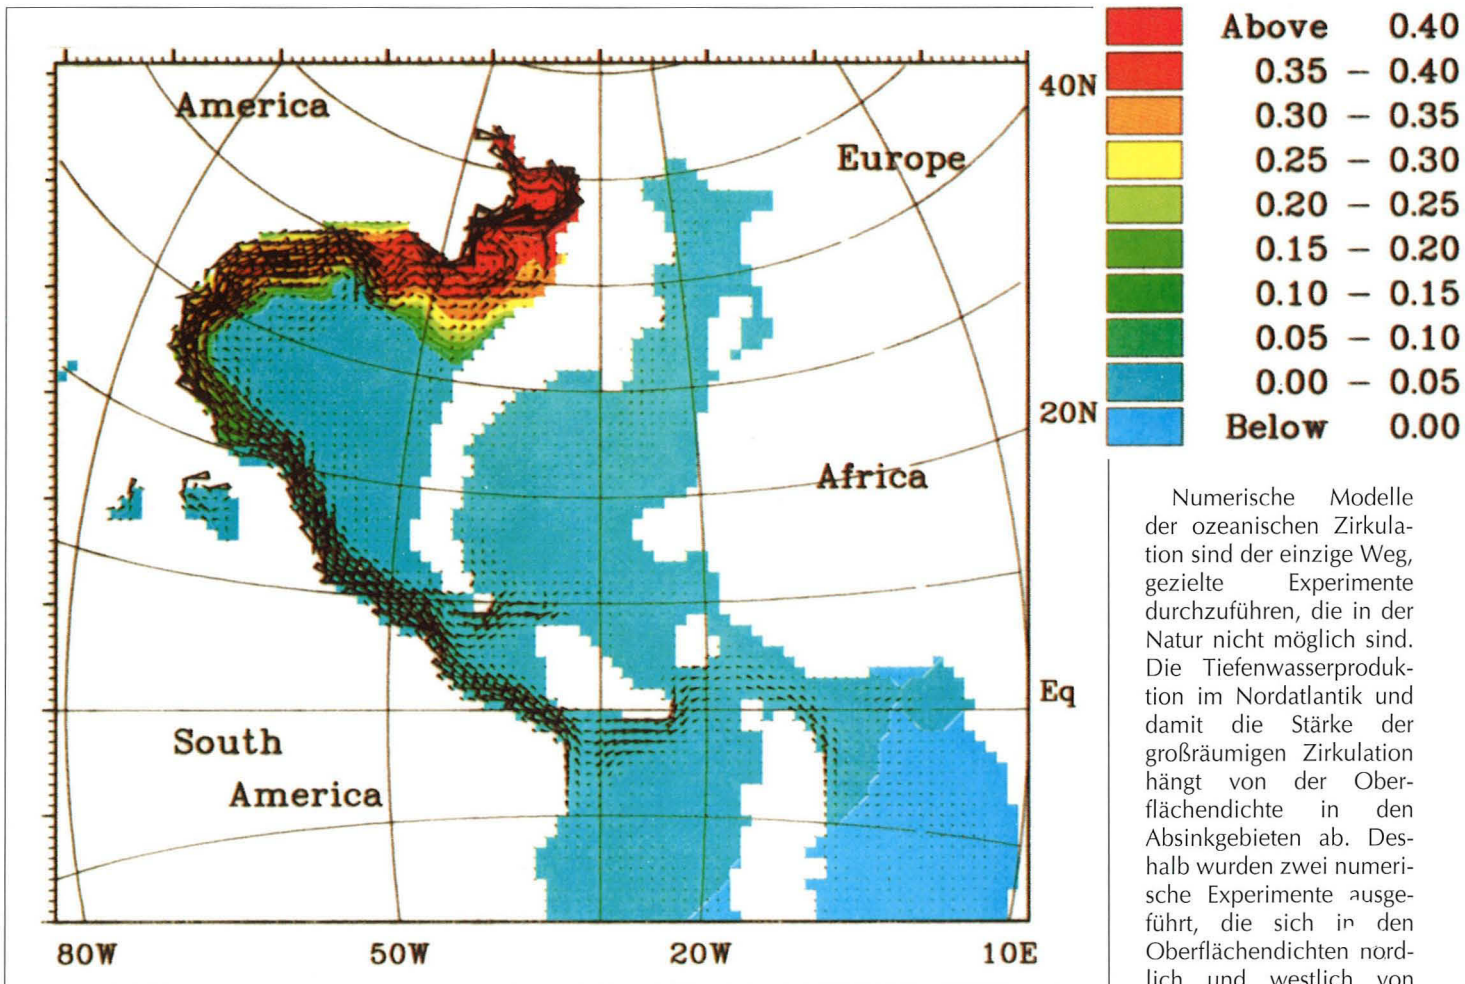 America
Europe
Africa
South
America
40N
20N
Eq
80W
50W
20W
10E
Above 0.40
0.35 – 0.40
0.30 – 0.35
0.25 – 0.30
0.20 – 0.25
0.15 – 0.20
0.10 – 0.15
0.05 – 0.10
0.00 – 0.05
Below 0.00
Numerische Modelle
der ozeanischen Zirkula-
tion sind der einzige Weg,
gezielte Experimente
durchzuführen, die in der
Natur nicht möglich sind.
Die Tiefenwasserproduk-
tion im Nordatlantik und
damit die Stärke der
großräumigen Zirkulation
hängt von der Ober-
flächendichte in den
Absinkgebieten ab. Des-
halb wurden zwei numeri-
sche Experimente ausge-
führt, die sich in den
Oberflächendichten nörd-
lich und westlich von